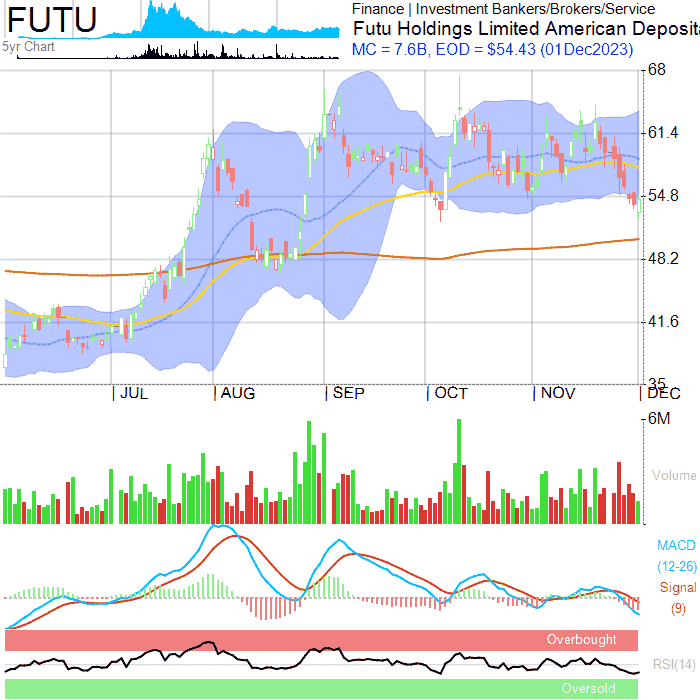 FUTU
5yr Chart
Finance | Investment Bankers/Brokers/Service
Futu Holdings Limited American Deposit
MC = 7.6B, EOD = $54.43 (01Dec2023)
68
61.4
54.8
48.2
41.6
35
JUL AUG SEP OCT NOV DEC
6M
Volume
MACD
(12-26)
Signal
(9)
Overbought
RSI(14)
Oversold